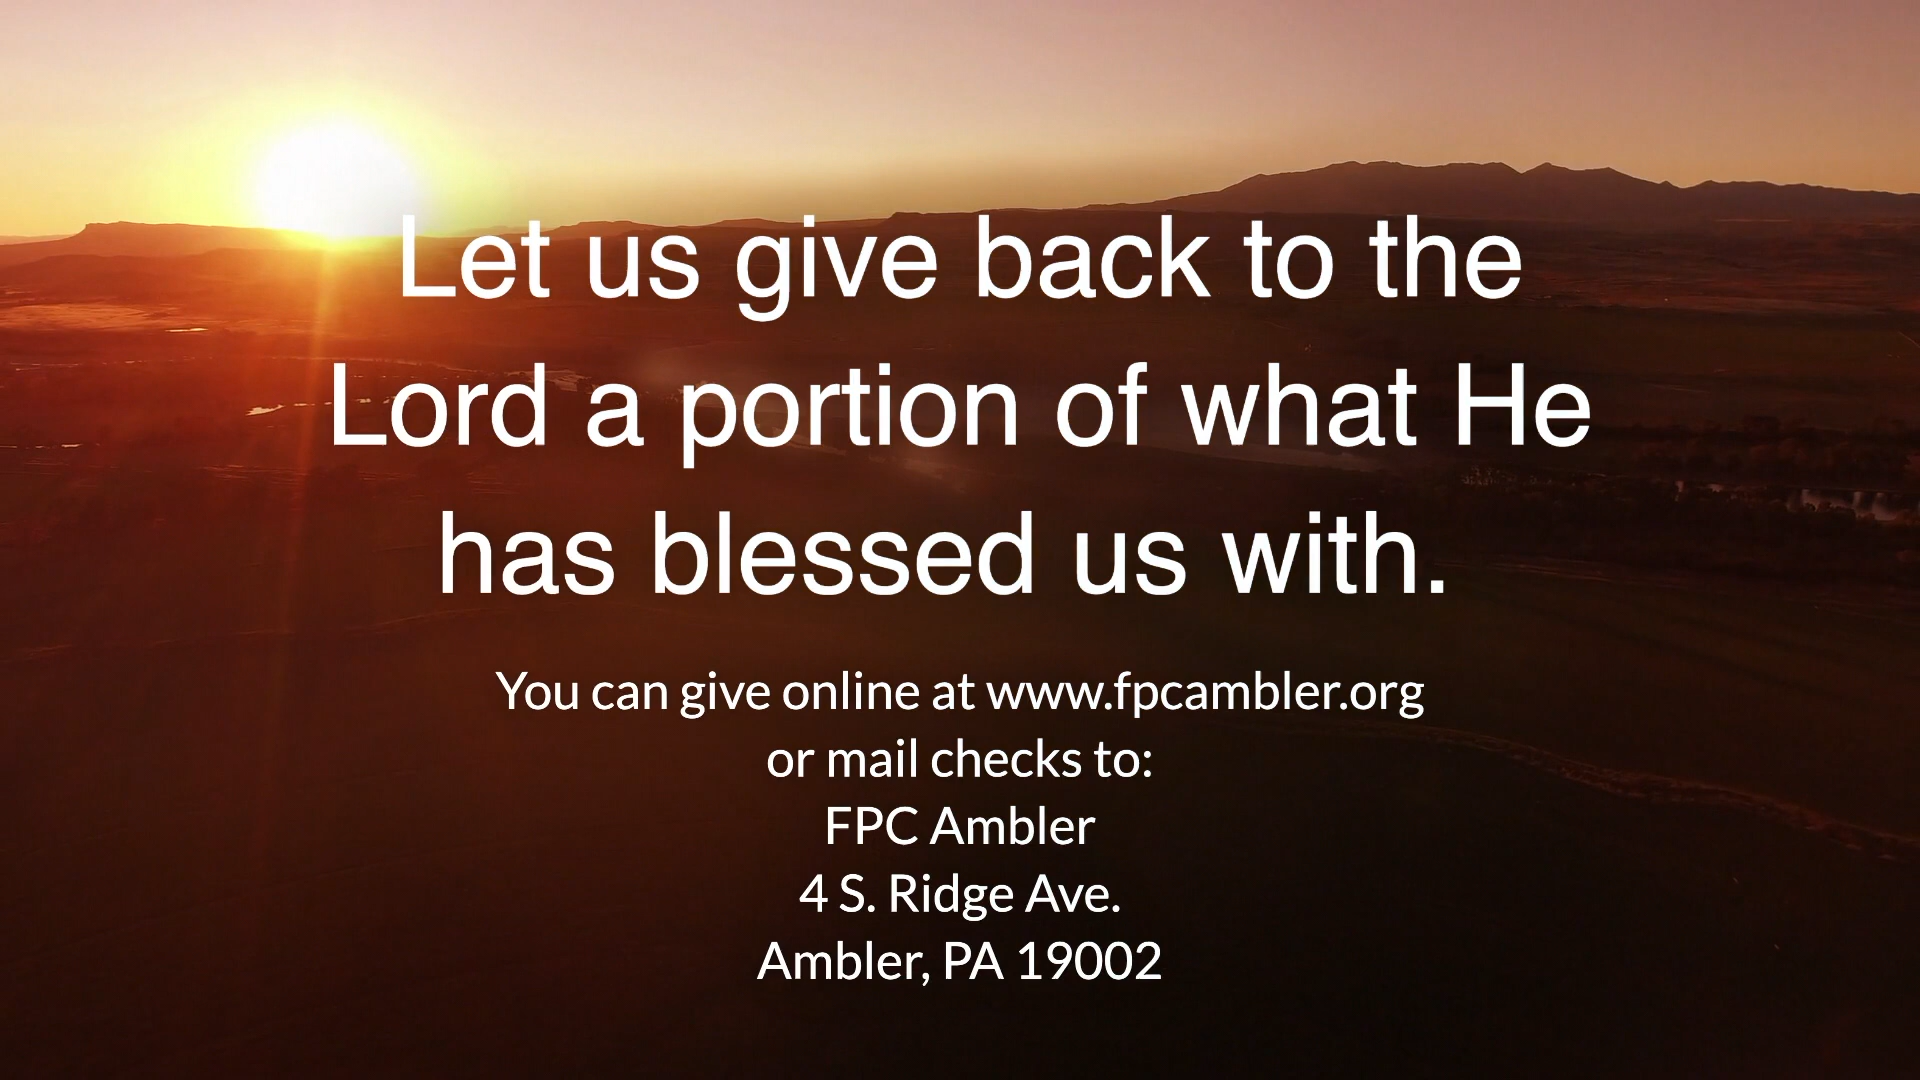 Let us give back to the
Lord a portion of what He
has blessed us with.
You can give online at www.fpcambler.org
or mail checks to:
FPC Ambler
4 S. Ridge Ave.
Ambler, PA 19002